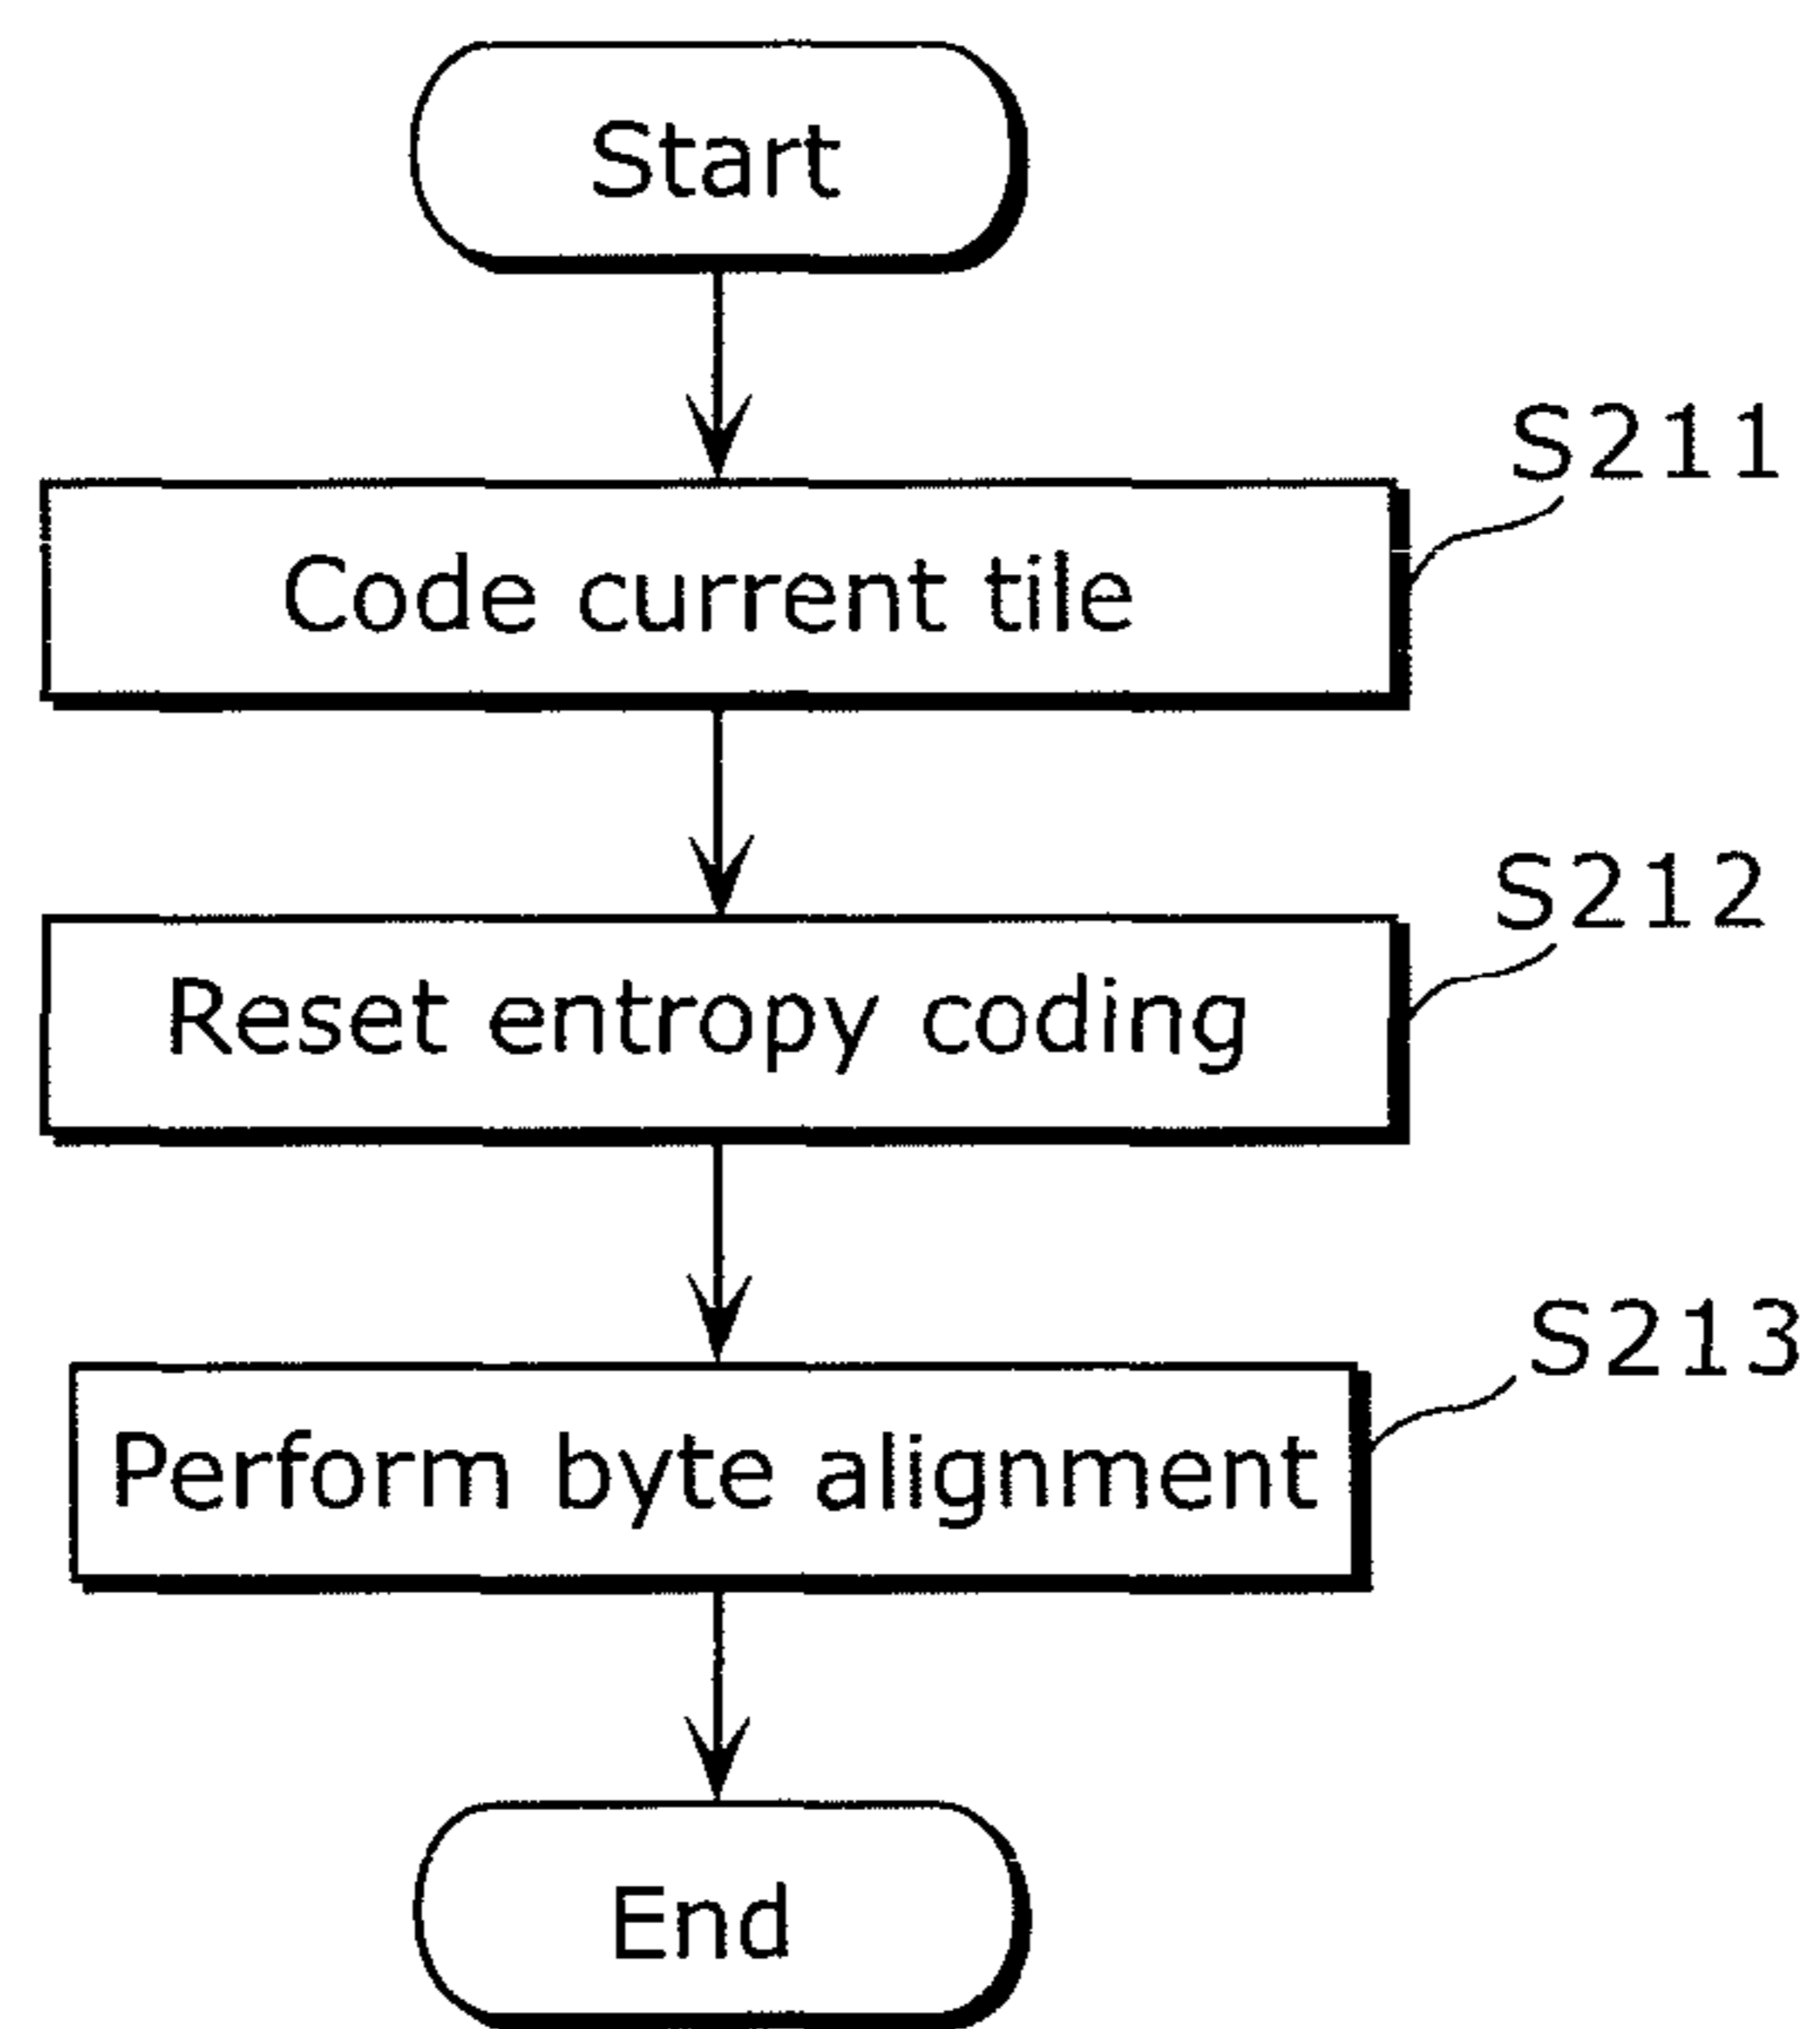 Start
S211
Code current tile
S212
Reset entropy coding
S213
Perform byte alignment
End